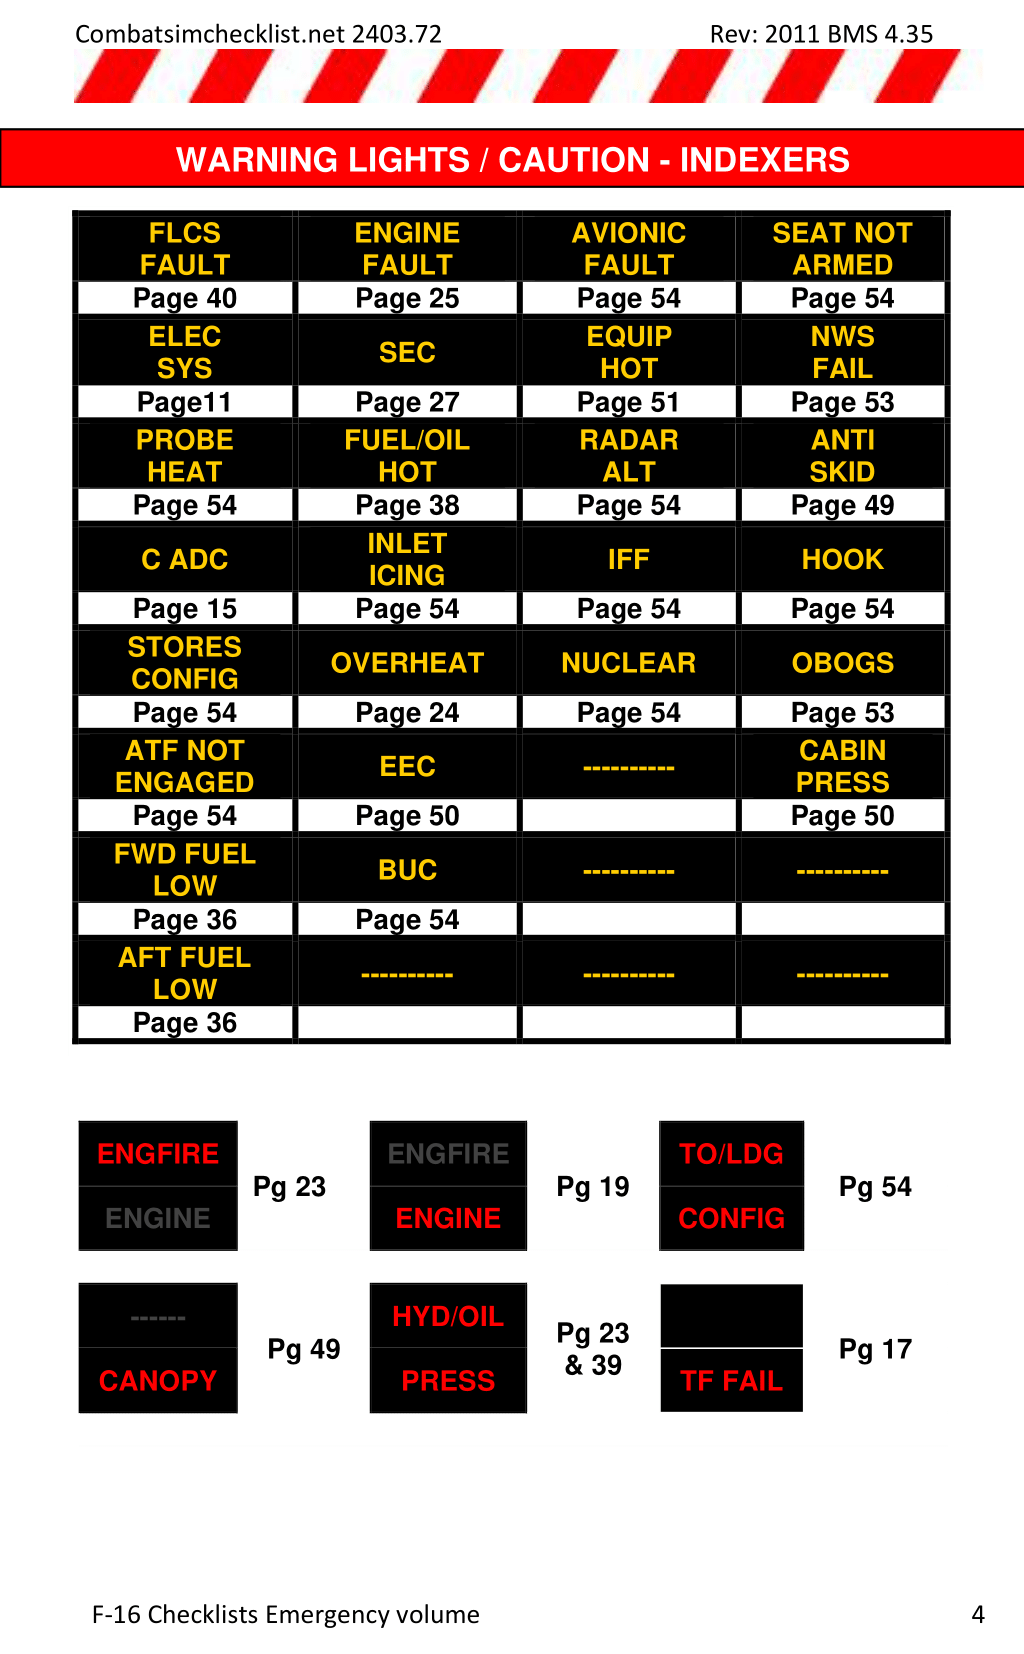 Combatsimchecklist.net 2403.72 Rev: 2011 BMS 4.35
WARNING LIGHTS / CAUTION - INDEXERS
FLCS ENGINE AVIONIC SEAT NOT
FAULT FAULT FAULT ARMED
Page 40 Page 25 Page 54 Page 54
ELEC SEC EQUIP NWS
SYS HOT FAIL
Page11 Page 27 Page 51 Page 53
PROBE FUEL/OIL RADAR ANTI
HEAT HOT ALT SKID
Page 54 Page 38 Page 54 Page 49
C ADC INLET IFF HOOK
ICING
Page 15 Page 54 Page 54 Page 54
STORES OVERHEAT NUCLEAR OBOGS
CONFIG
Page 54 Page 24 Page 54 Page 53
ATF NOT EEC ---------- CABIN
ENGAGED PRESS
Page 54 Page 50 Page 50
FWD FUEL BUC ---------- ----------
LOW
Page 36 Page 54
AFT FUEL ---------- ---------- ----------
LOW
Page 36
ENGFIRE ENGFIRE TO/LDG
Pg 23 Pg 19 Pg 54
ENGINE ENGINE CONFIG
------ HYD/OIL
Pg 49 Pg 23 Pg 17
& 39
CANOPY PRESS TF FAIL
F-16 Checklists Emergency volume 4